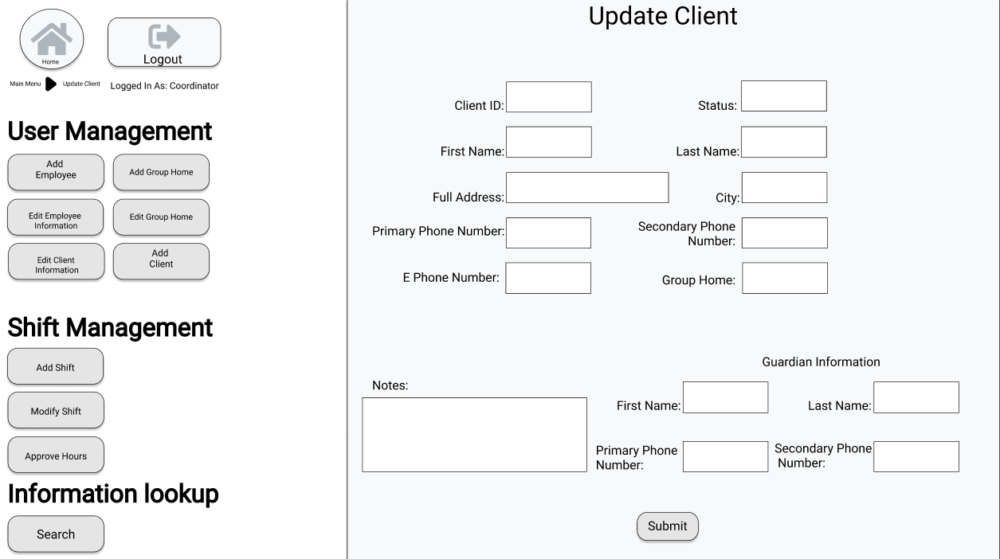 Home
Logout
Main Menu
Update Client
Logged In As: Coordinator
User Management
Add
Employee
Add Group Home
Edit Employee
Information
Edit Group Home
Edit Client
Information
Add
Client
Shift Management
Add Shift
Modify Shift
Approve Hours
Information lookup
Search
Update Client
Client ID:
Status:
First Name:
Last Name:
Full Address:
City:
Primary Phone Number:
Secondary Phone
Number:
E Phone Number:
Group Home:
Notes:
Guardian Information
First Name:
Last Name:
Primary Phone
Number:
Secondary Phone
Number:
Submit